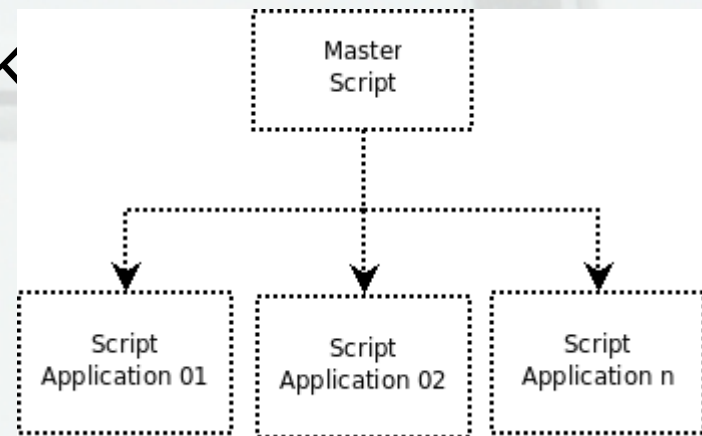 Master
Script
Script
Application 01
Script
Application 02
Script
Application n